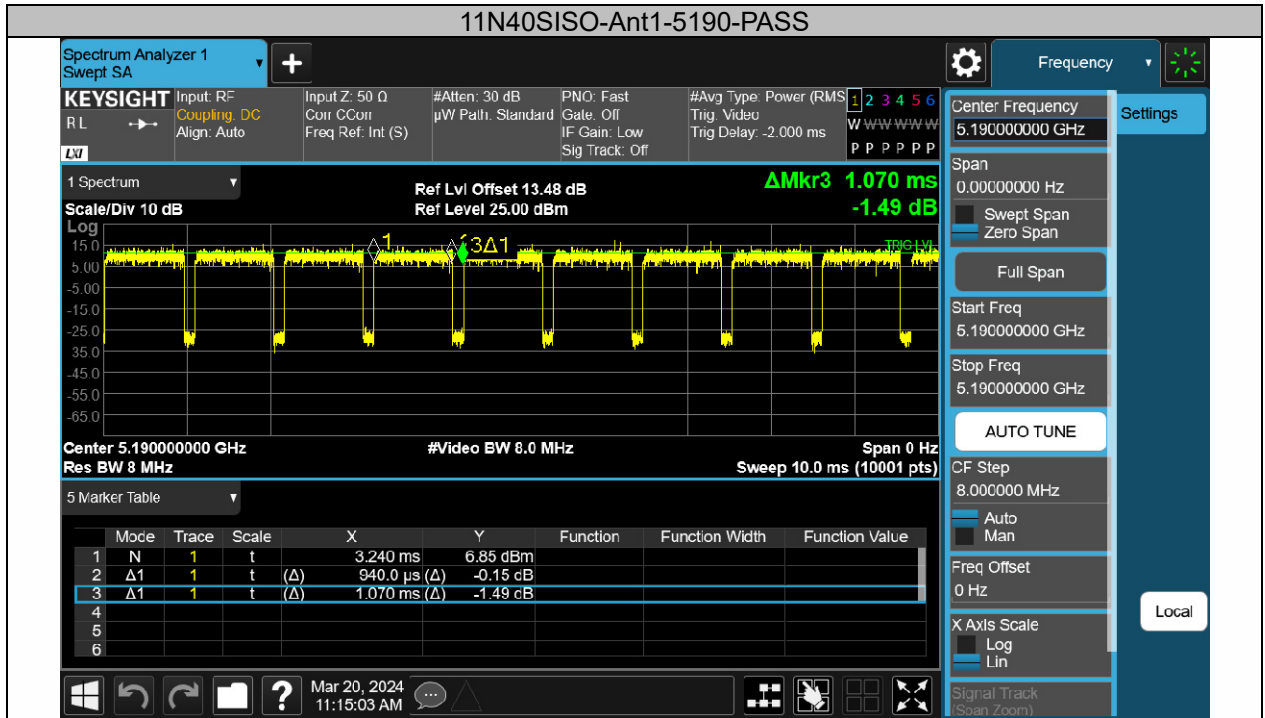 11N40SISO-Ant1-5190-PASS
Spectrum Analyzer 1
Swept SA
+
Frequency
KEYSIGHT
RL
LXI
Input: RF
Coupling: DC
Align: Auto
Input Z: 50 Ω
Corr CCorr
Freq Ref: Int (S)
#Atten: 30 dB
µW Path: Standard
PNO: Fast
Gate: Off
IF Gain: Low
Sig Track: Off
#Avg Type: Power (RMS
Trig: Video
Trig Delay: -2.000 ms
1 2 3 4 5 6
W W W W W W
P P P P P P
Center Frequency
5.190000000 GHz
Settings
1 Spectrum
Scale/Div 10 dB
Ref Lvl Offset 13.48 dB
Ref Level 25.00 dBm
ΔMkr3 1.070 ms
-1.49 dB
Log
15.0
5.00
-5.00
-15.0
-25.0
-35.0
-45.0
-55.0
-65.0
1
3Δ1
TRIG LVL
Center 5.190000000 GHz
Res BW 8 MHz
#Video BW 8.0 MHz
Span 0 Hz
Sweep 10.0 ms (10001 pts)
Span
0.00000000 Hz
Swept Span
Zero Span
Full Span
Start Freq
5.190000000 GHz
Stop Freq
5.190000000 GHz
AUTO TUNE
CF Step
8.000000 MHz
Auto
Man
Freq Offset
0 Hz
X Axis Scale
Log
Lin
Signal Track
(Span Zoom)
Local
5 Marker Table
Mode Trace Scale X Y Function Function Width Function Value
1 N 1 t 3.240 ms 6.85 dBm
2 Δ1 1 t (Δ) 940.0 µs (Δ) -0.15 dB
3 Δ1 1 t (Δ) 1.070 ms (Δ) -1.49 dB
4
5
6
?
Mar 20, 2024
11:15:03 AM